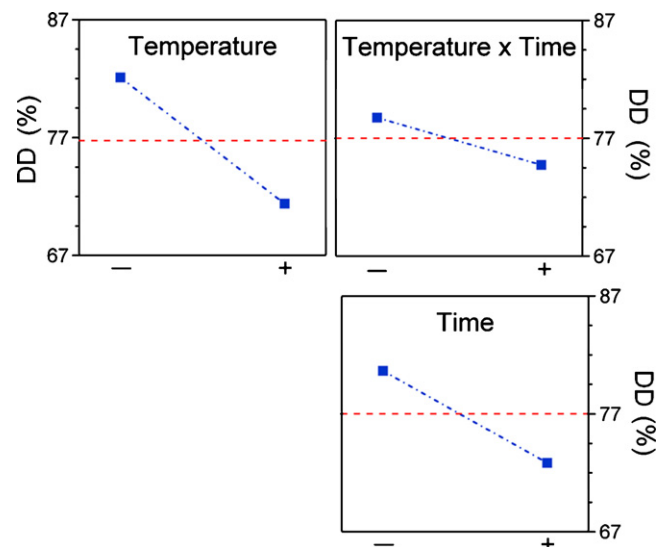 87
Temperature
77
67
DD (%)
—
+
Temperature x Time
87
77
67
DD (%)
—
+
Time
87
77
67
DD (%)
—
+